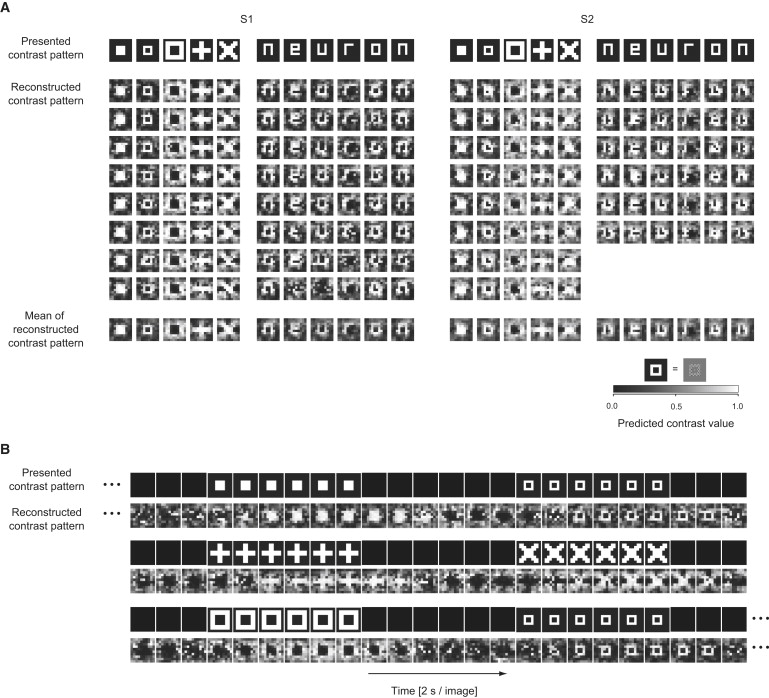 A
S1
S2
Presented
contrast pattern
n e u r o n
n e u r o n
Reconstructed
contrast pattern
Mean of
reconstructed
contrast pattern
=
0.0 0.5 1.0
Predicted contrast value
B
Presented
contrast pattern
•••
Reconstructed
contrast pattern
•••
•••
•••
Time [2 s / image]